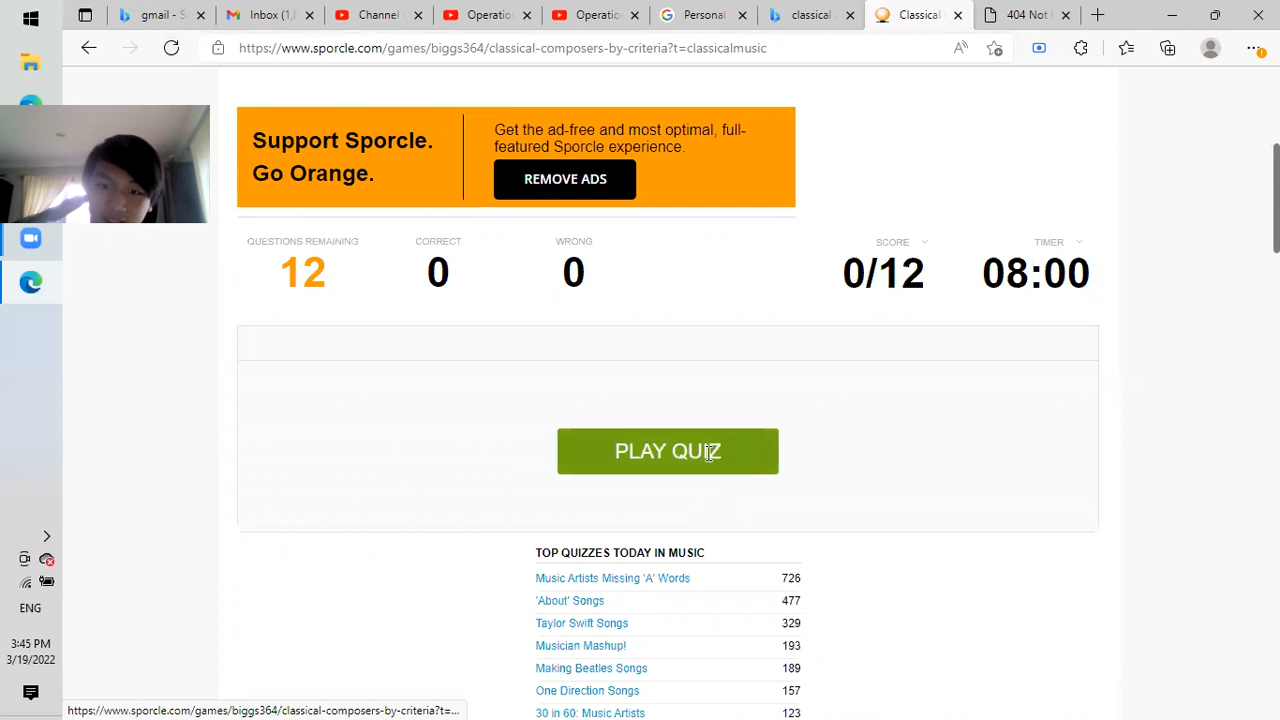 gmail - S
Inbox (1,8
Channel
Operation
Operation
Personal
classical
Classical
404 Not
https://www.sporcle.com/games/biggs364/classical-composers-by-criteria?t=classicalmusic
Support Sporcle.
Go Orange.
Get the ad-free and most optimal, full-
featured Sporcle experience.
REMOVE ADS
QUESTIONS REMAINING
CORRECT
WRONG
SCORE
TIMER
12
0
0
0/12
08:00
PLAY QUIZ
TOP QUIZZES TODAY IN MUSIC
Music Artists Missing 'A' Words 726
'About' Songs 477
Taylor Swift Songs 329
Musician Mashup! 193
Making Beatles Songs 189
One Direction Songs 157
30 in 60: Music Artists 123
ENG
3:45 PM
3/19/2022
https://www.sporcle.com/games/biggs364/classical-composers-by-criteria?t=...